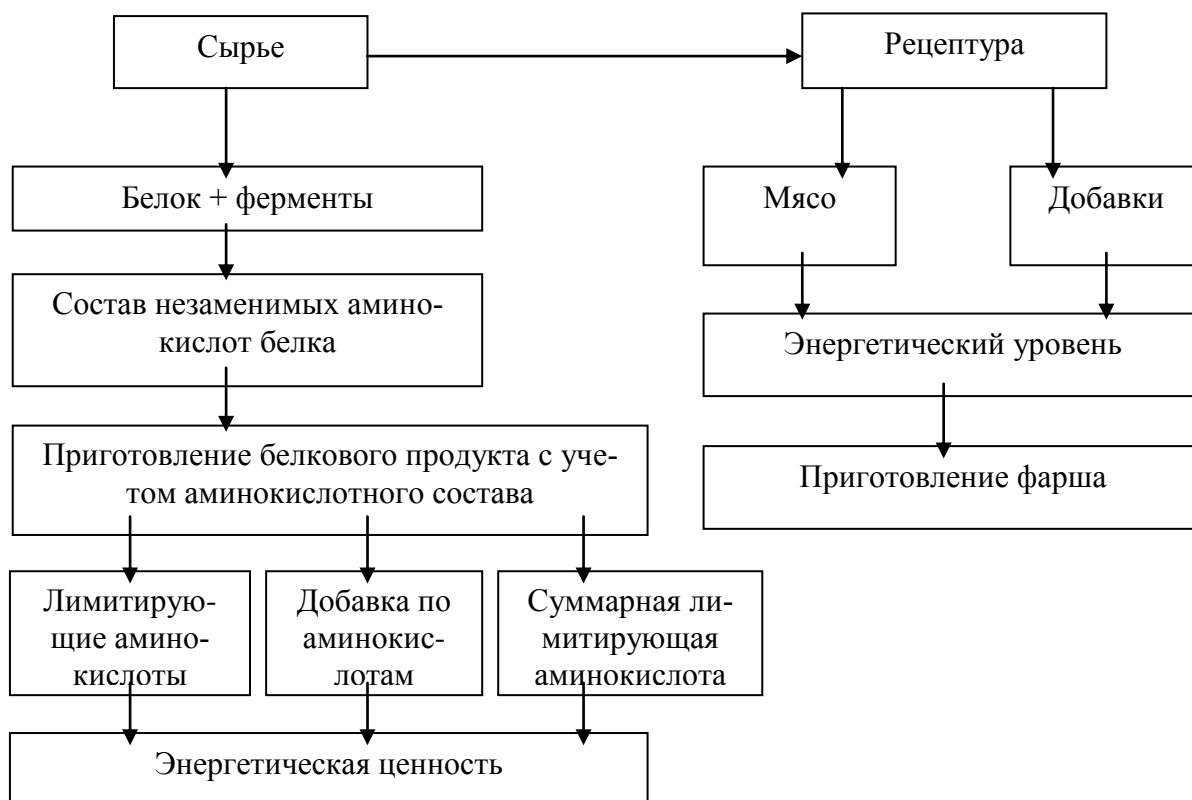 Сырье
Рецептура
Белок + ферменты
Мясо
Добавки
Состав незаменимых амино-
кислот белка
Энергетический уровень
Приготовление белкового продукта с уче-
том аминокислотного состава
Приготовление фарша
Лимитирую-
щие амино-
кислоты
Добавка по
аминокис-
лотам
Суммарная ли-
митирующая
аминокислота
Энергетическая ценность